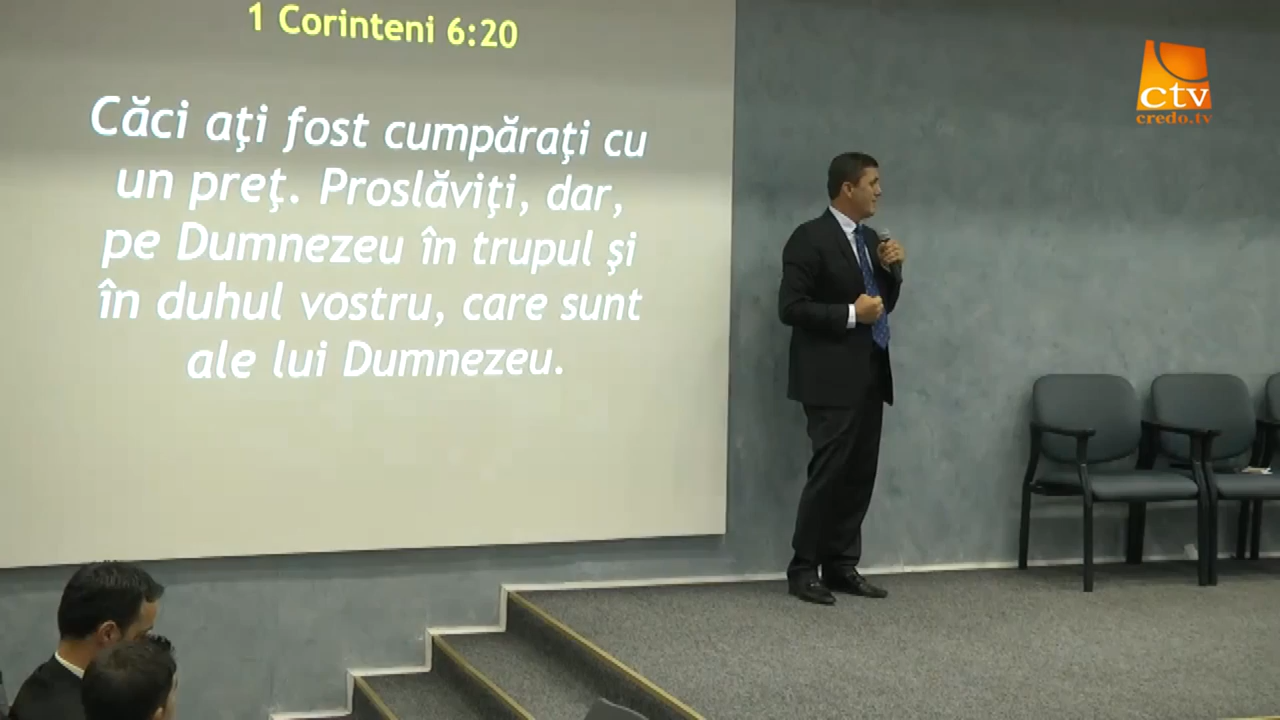 1 Corinteni 6:20
Căci aţi fost cumpăraţi cu
un preţ. Proslăviţi, dar,
pe Dumnezeu în trupul şi
în duhul vostru, care sunt
ale lui Dumnezeu.
ctv
credo.tv